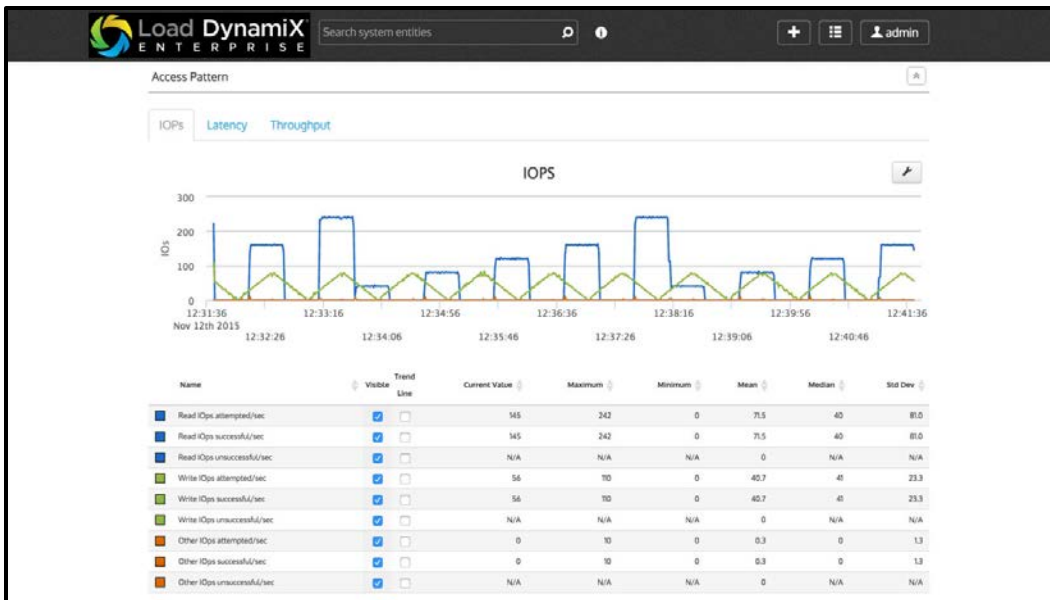 Load DynamiX
ENTERPRISE
Search system entities
admin
Access Pattern
IOPs Latency Throughput
IOPS
300
200
100
0
IOs
12:31:36 12:33:16 12:34:56 12:36:36 12:38:16 12:39:56 12:41:36
Nov 12th 2015
12:32:26 12:34:06 12:35:46 12:37:26 12:39:06 12:40:46
Name Visible Trend Line Current Value Maximum Minimum Mean Median Std Dev
Read IOps attempted/sec 145 242 0 71.5 40 81.0
Read IOps successful/sec 145 242 0 71.5 40 81.0
Read IOps unsuccessful/sec N/A N/A N/A 0 N/A N/A
Write IOps attempted/sec 56 110 0 40.7 41 23.3
Write IOps successful/sec 56 110 0 40.7 41 23.3
Write IOps unsuccessful/sec N/A N/A N/A 0 N/A N/A
Other IOps attempted/sec 0 10 0 0.3 0 1.3
Other IOps successful/sec 0 10 0 0.3 0 1.3
Other IOps unsuccessful/sec N/A N/A N/A 0 N/A N/A